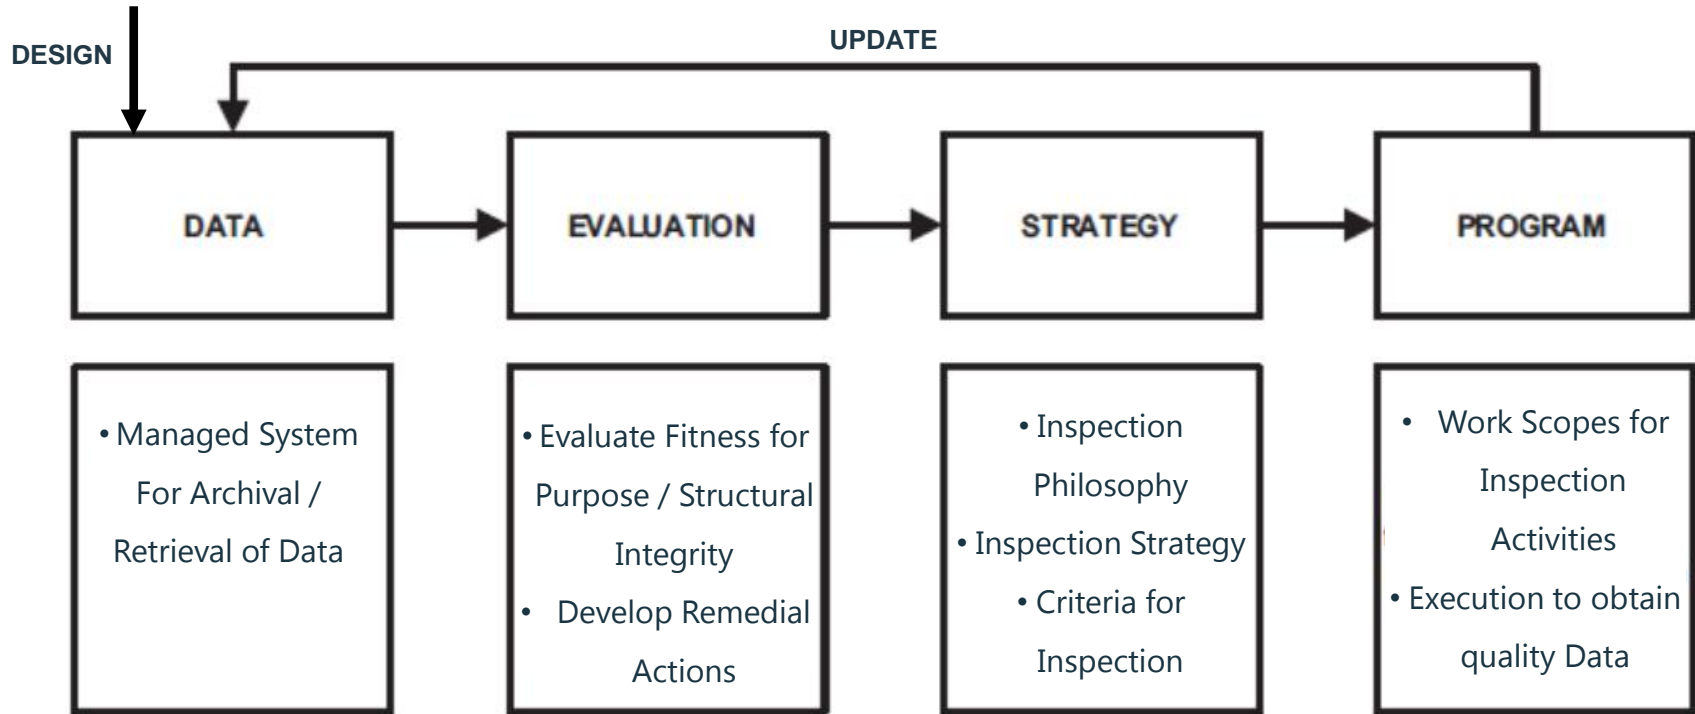 DESIGN
UPDATE
DATA
EVALUATION
STRATEGY
PROGRAM
• Managed System
For Archival /
Retrieval of Data
• Evaluate Fitness for
Purpose / Structural
Integrity
• Develop Remedial
Actions
• Inspection
Philosophy
• Inspection Strategy
• Criteria for
Inspection
• Work Scopes for
Inspection
Activities
• Execution to obtain
quality Data